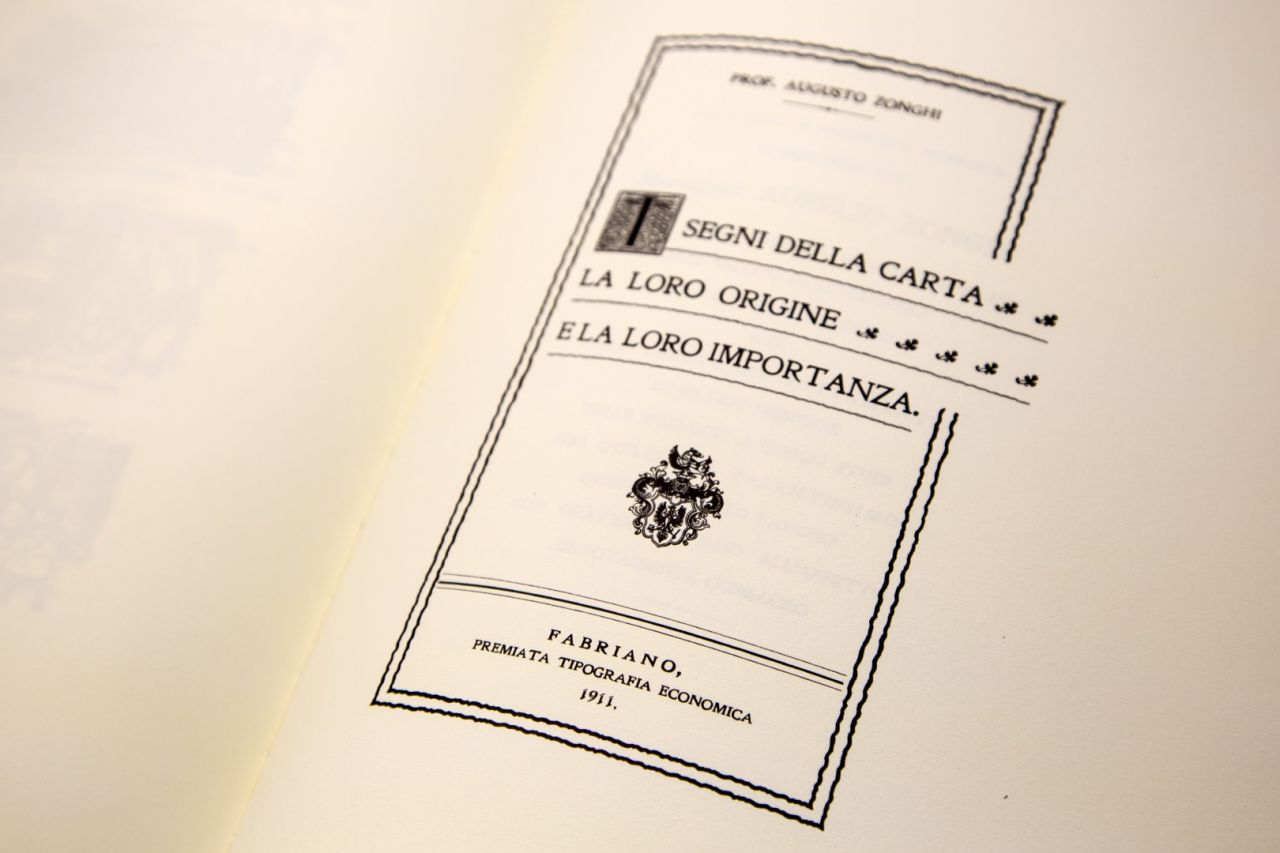 PROF. AUGUSTO ZONGHI
I SEGNI DELLA CARTA
LA LORO ORIGINE
E LA LORO IMPORTANZA.
FABRIANO,
PREMIATA TIPOGRAFIA ECONOMICA
1911.